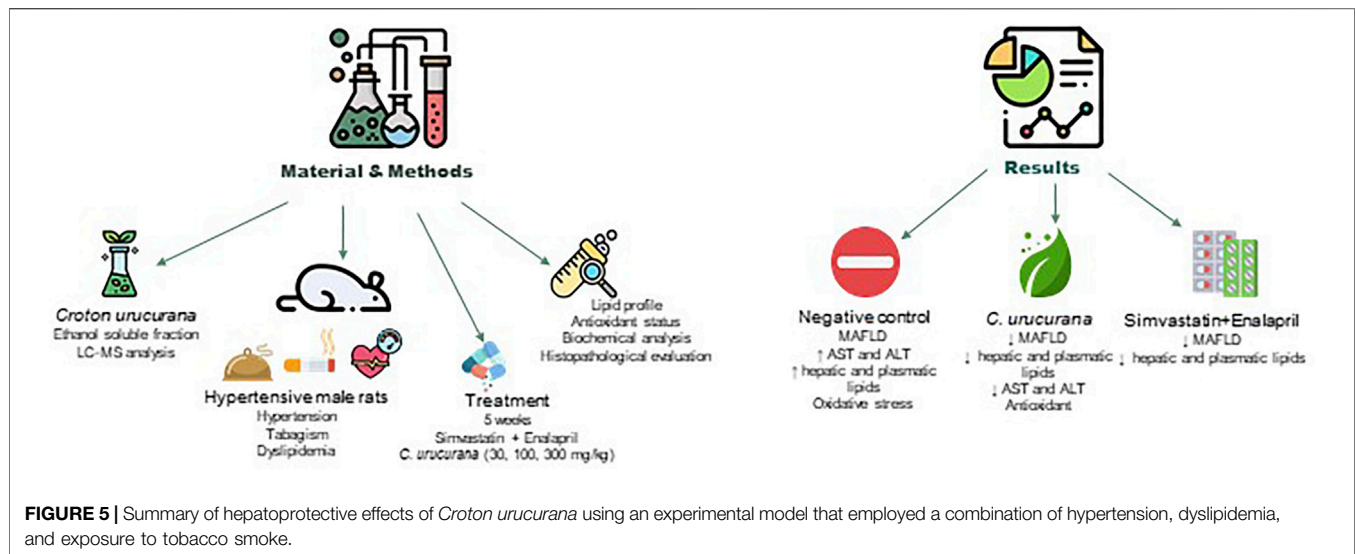 Material & Methods
Croton urucurana
Ethanol soluble fraction
LC-MS analysis
Hypertensive male rats
Hypertension
Tabagism
Dyslipidemia
Treatment
5 weeks
Simvastatin + Enalapril
C. urucurana (30, 100, 300 mg/kg)
Lipid profile
Antioxidant status
Biochemical analysis
Histopathological evaluation
Results
Negative control
MAFLD
↑ AST and ALT
↑ hepatic and plasmatic
lipids
Oxidative stress
C. urucurana
↓ MAFLD
↓ hepatic and plasmatic
lipids
↓ AST and ALT
Antioxidant
Simvastatin+Enalapril
↓ MAFLD
↓ hepatic and plasmatic lipids
FIGURE 5 | Summary of hepatoprotective effects of Croton urucurana using an experimental model that employed a combination of hypertension, dyslipidemia,
and exposure to tobacco smoke.